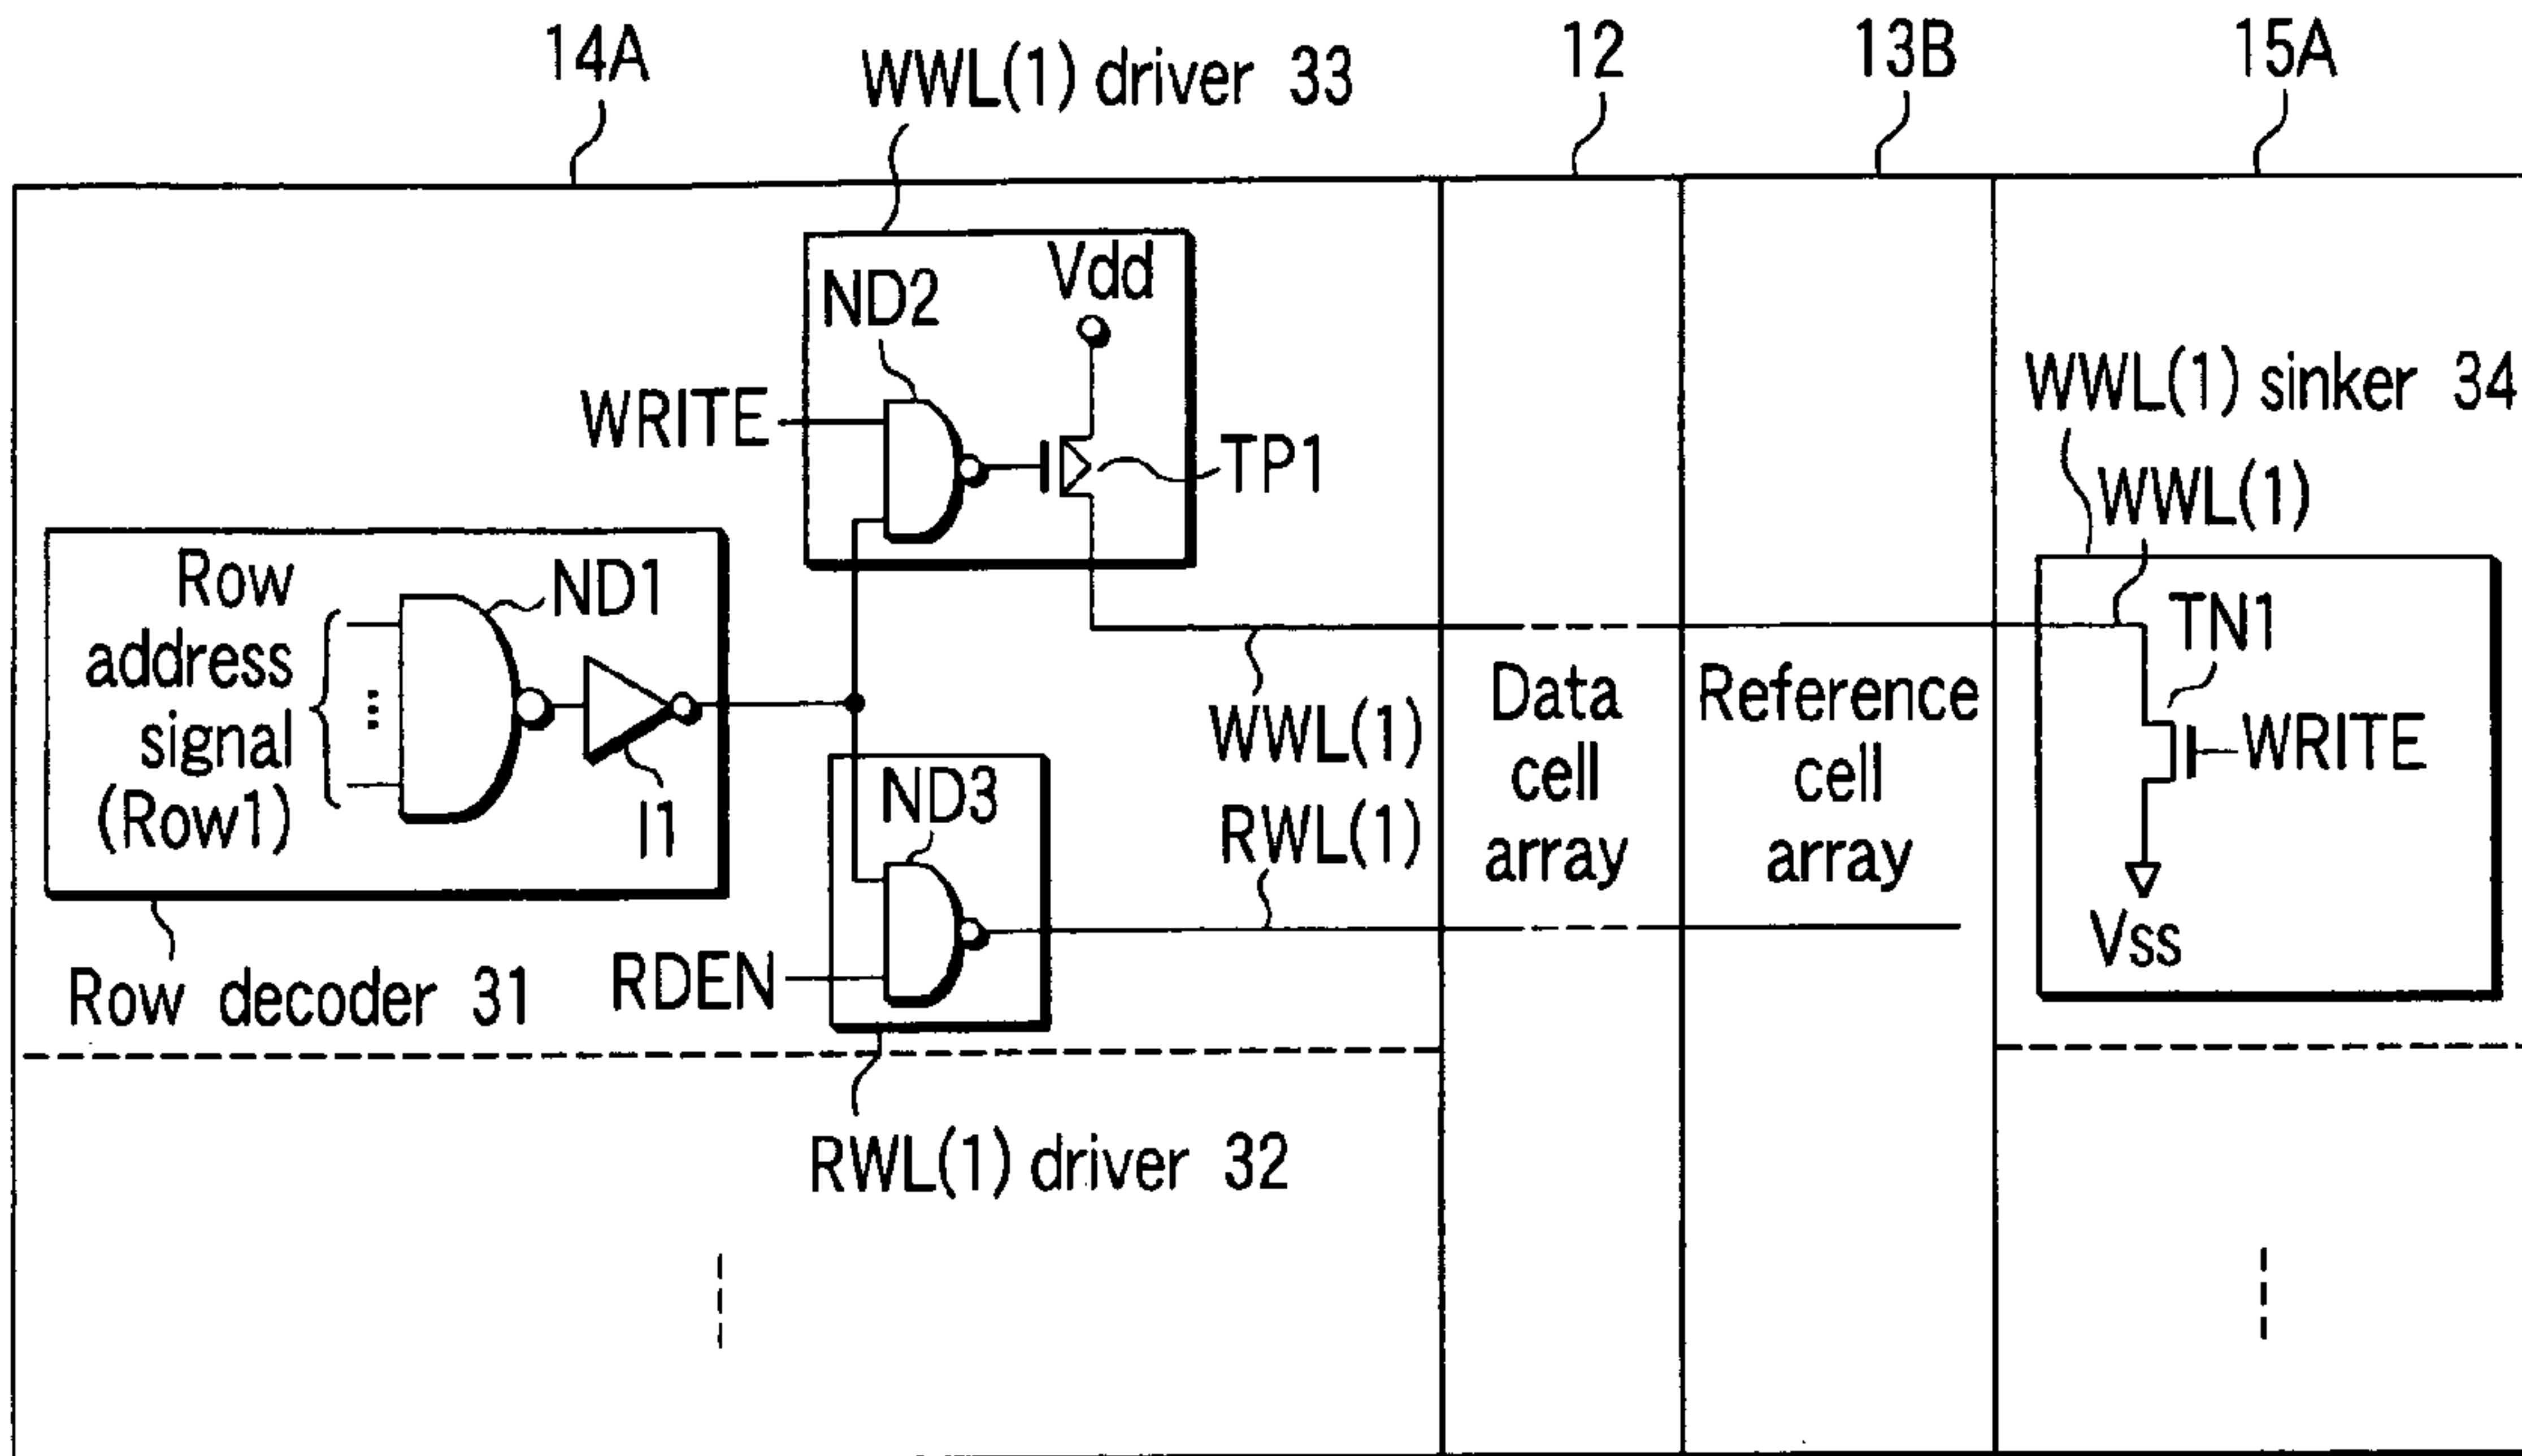 14A
WWL(1) driver 33
12
13B
15A
Vdd
ND2
WRITE
TP1
WWL(1) sinker 34
WWL(1)
Row
address
signal
(Row1)
ND1
I1
TN1
WRITE
Vss
WWL(1)
RWL(1)
Data
cell
array
Reference
cell
array
ND3
RDEN
Row decoder 31
RWL(1) driver 32